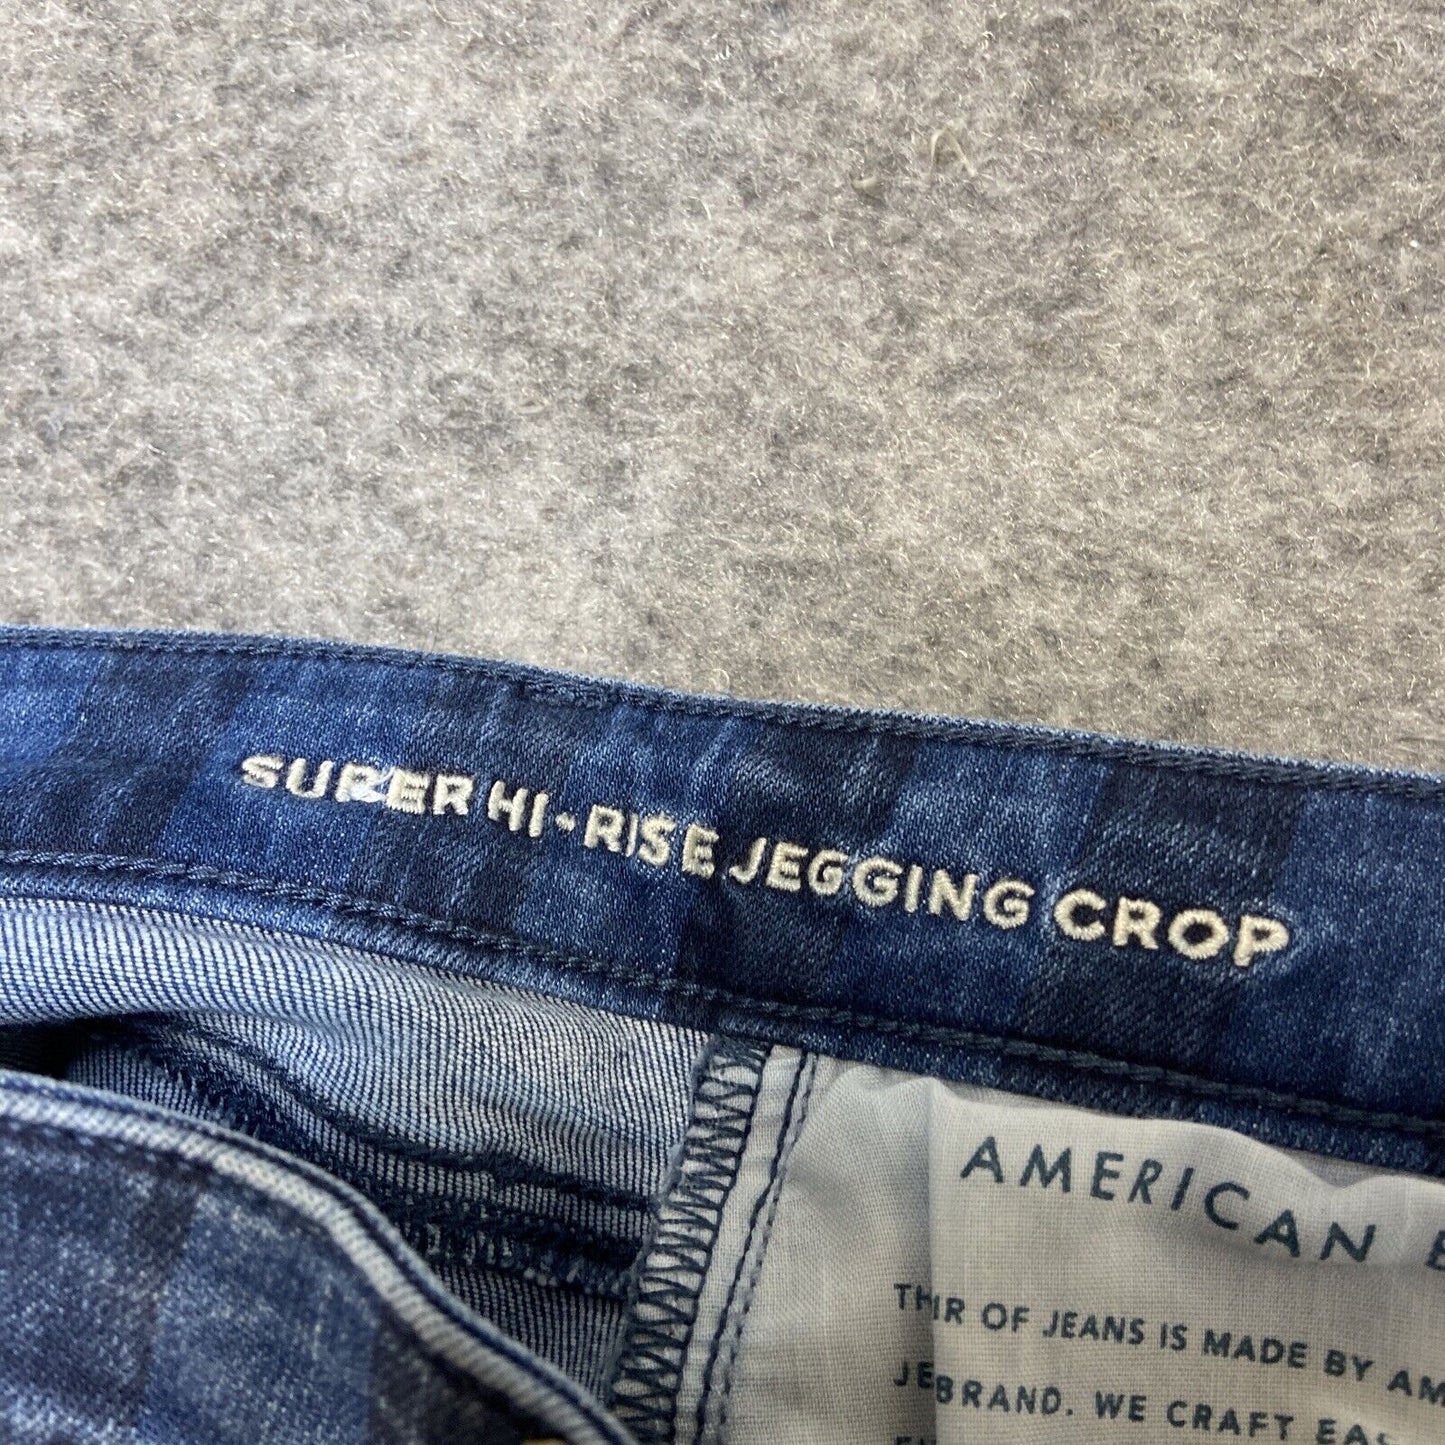 SUPER HI-RISE JEGGING CROP
AMERICAN
OF JEANS IS MADE BY
BRAND. WE CRAFT